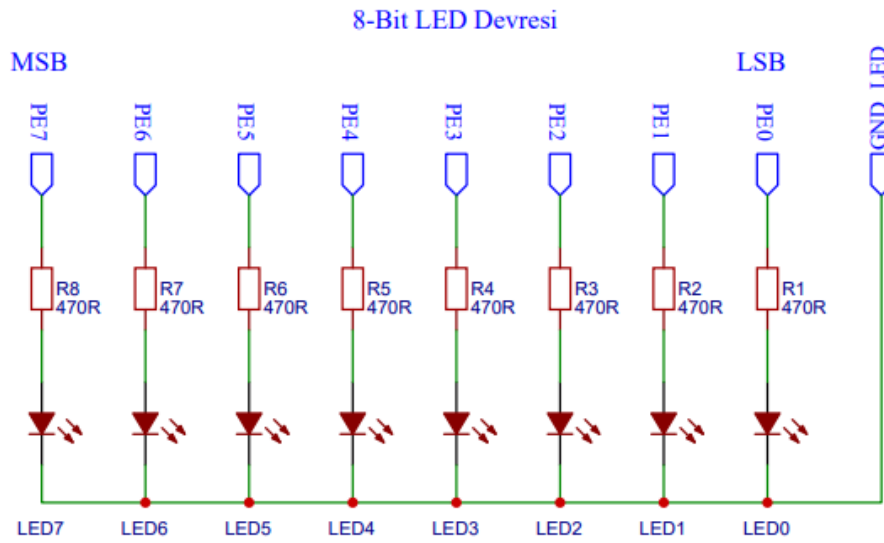 8-Bit LED Devresi
MSB
LSB
PE7
PE6
PE5
PE4
PE3
PE2
PE1
PE0
GND_LED
R8
470R
R7
470R
R6
470R
R5
470R
R4
470R
R3
470R
R2
470R
R1
470R
LED7
LED6
LED5
LED4
LED3
LED2
LED1
LED0